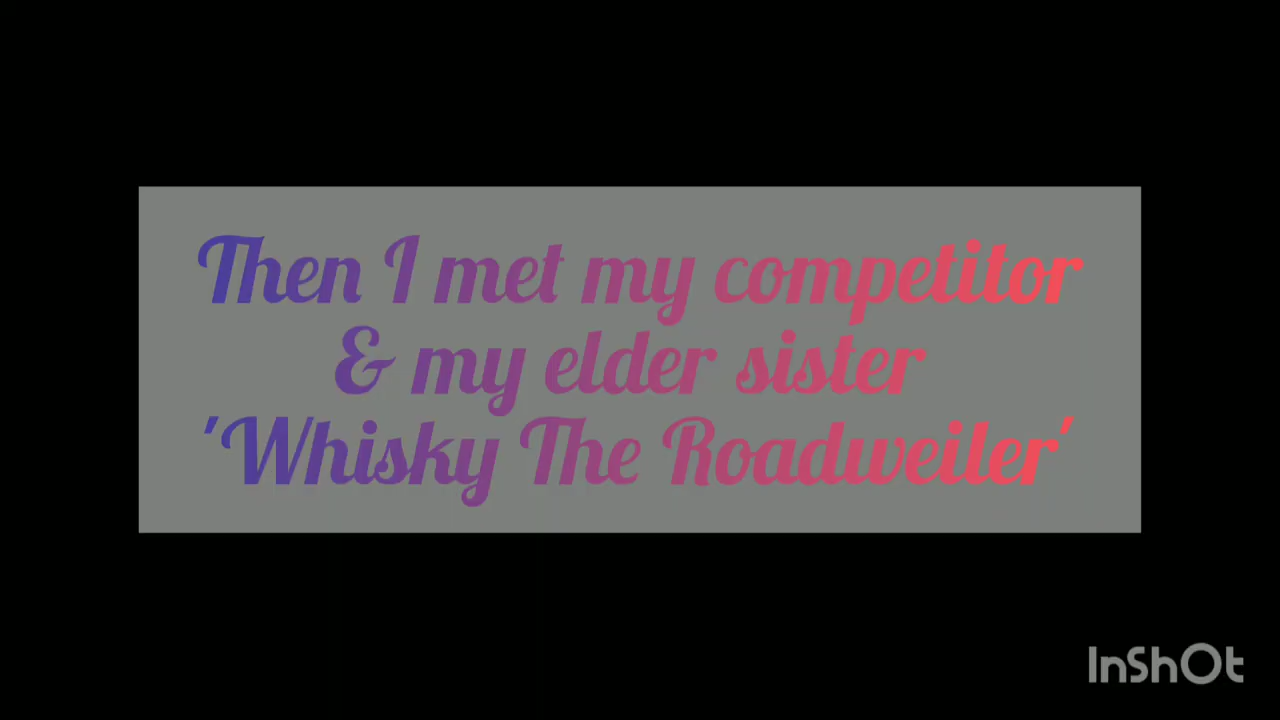 Then I met my competitor
& my elder sister
'Whisky The Roadweiler'
InShOt